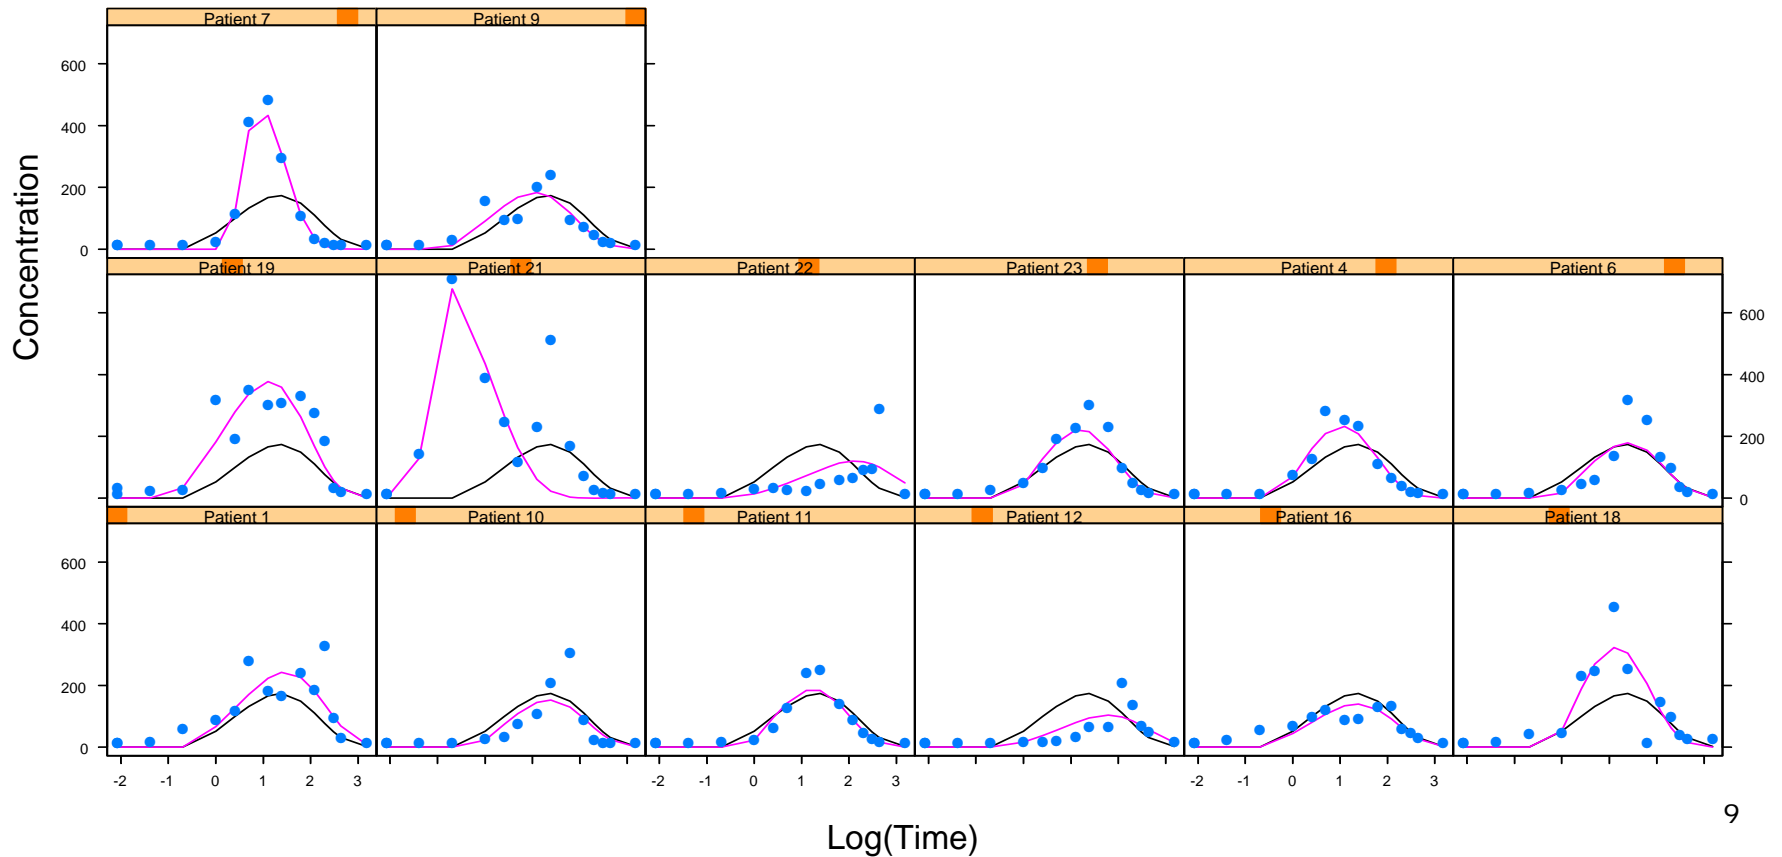 Patient 7 Patient 9
600
400
200
0
Concentration
Patient 19 Patient 21 Patient 22 Patient 23 Patient 4 Patient 6
600
400
200
0
Patient 1 Patient 10 Patient 11 Patient 12 Patient 16 Patient 18
600
400
200
0
-2 -1 0 1 2 3 -2 -1 0 1 2 3 -2 -1 0 1 2 3
Log(Time)
9